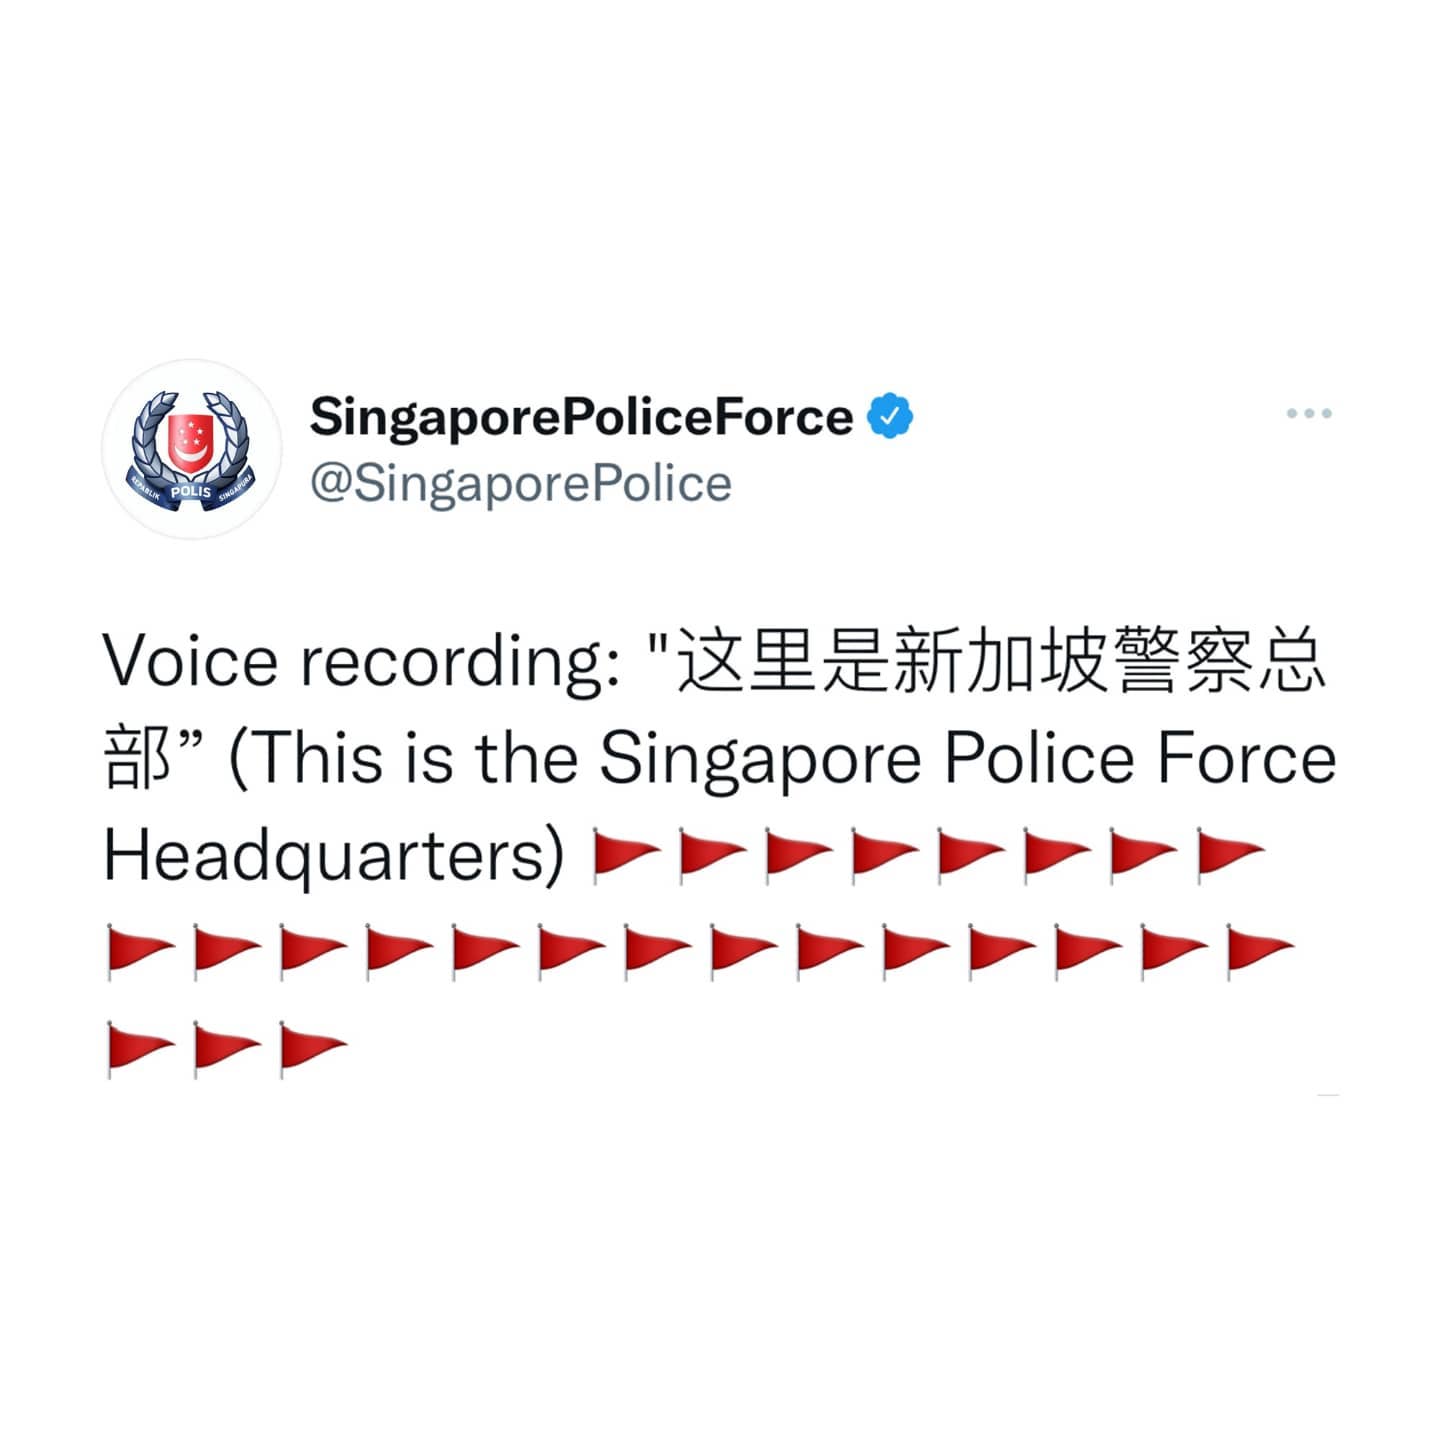 REPABLIK POLIS SINGAPURA
SingaporePoliceForce
@SingaporePolice
Voice recording: "这里是新加坡警察总
部” (This is the Singapore Police Force
Headquarters) 🚩🚩🚩🚩🚩🚩🚩🚩
🚩🚩🚩🚩🚩🚩🚩🚩🚩🚩🚩🚩🚩🚩
🚩🚩🚩